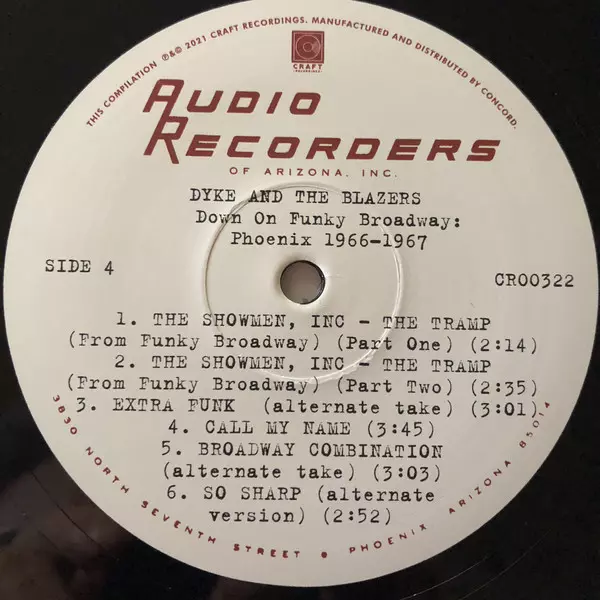 THIS COMPILATION ℗&© 2021 CRAFT RECORDINGS. MANUFACTURED AND DISTRIBUTED BY CONCORD.
CRAFT
RECORDINGS
AUDIO
RECORDERS
OF ARIZONA, INC.
DYKE AND THE BLAZERS
Down On Funky Broadway:
Phoenix 1966-1967
SIDE 4
CR00322
1. THE SHOWMEN, INC - THE TRAMP
(From Funky Broadway) (Part One) (2:14)
2. THE SHOWMEN, INC - THE TRAMP
(From Funky Broadway) (Part Two) (2:35)
3. EXTRA FUNK (alternate take) (3:01)
4. CALL MY NAME (3:45)
5. BROADWAY COMBINATION
(alternate take) (3:03)
6. SO SHARP (alternate
version) (2:52)
3830 NORTH SEVENTH STREET • PHOENIX ARIZONA 85014